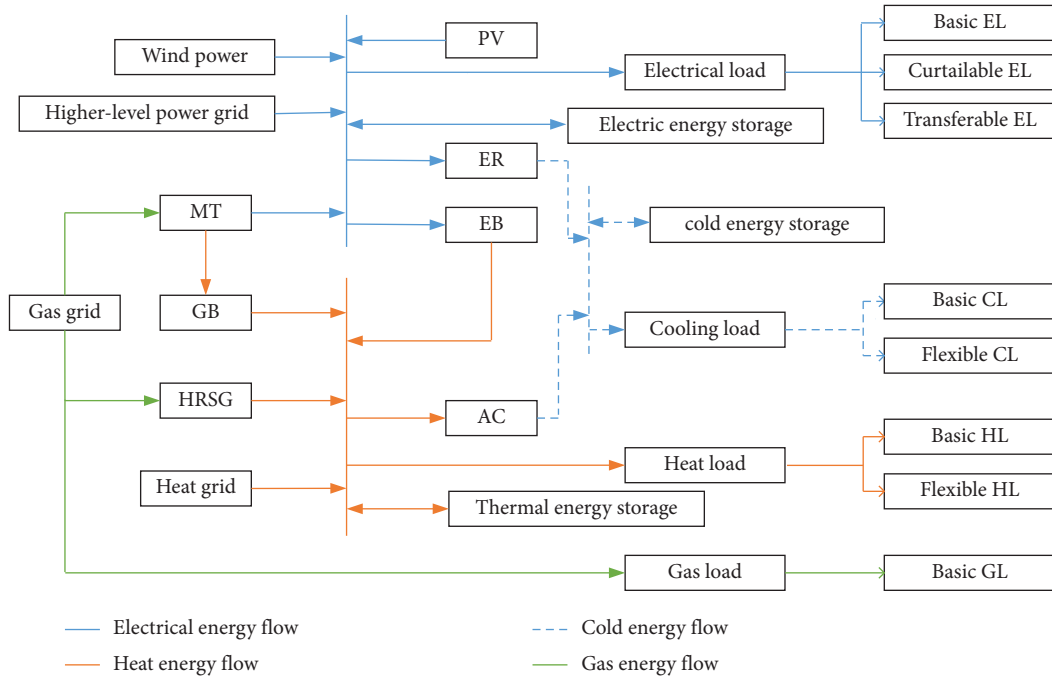 Wind power
PV
Basic EL
Electrical load
Curtailable EL
Higher-level power grid
Electric energy storage
Transferable EL
ER
MT
EB
cold energy storage
Gas grid
GB
Cooling load
Basic CL
Flexible CL
HRSG
AC
Basic HL
Heat load
Heat grid
Flexible HL
Thermal energy storage
Gas load
Basic GL
Electrical energy flow
Cold energy flow
Heat energy flow
Gas energy flow